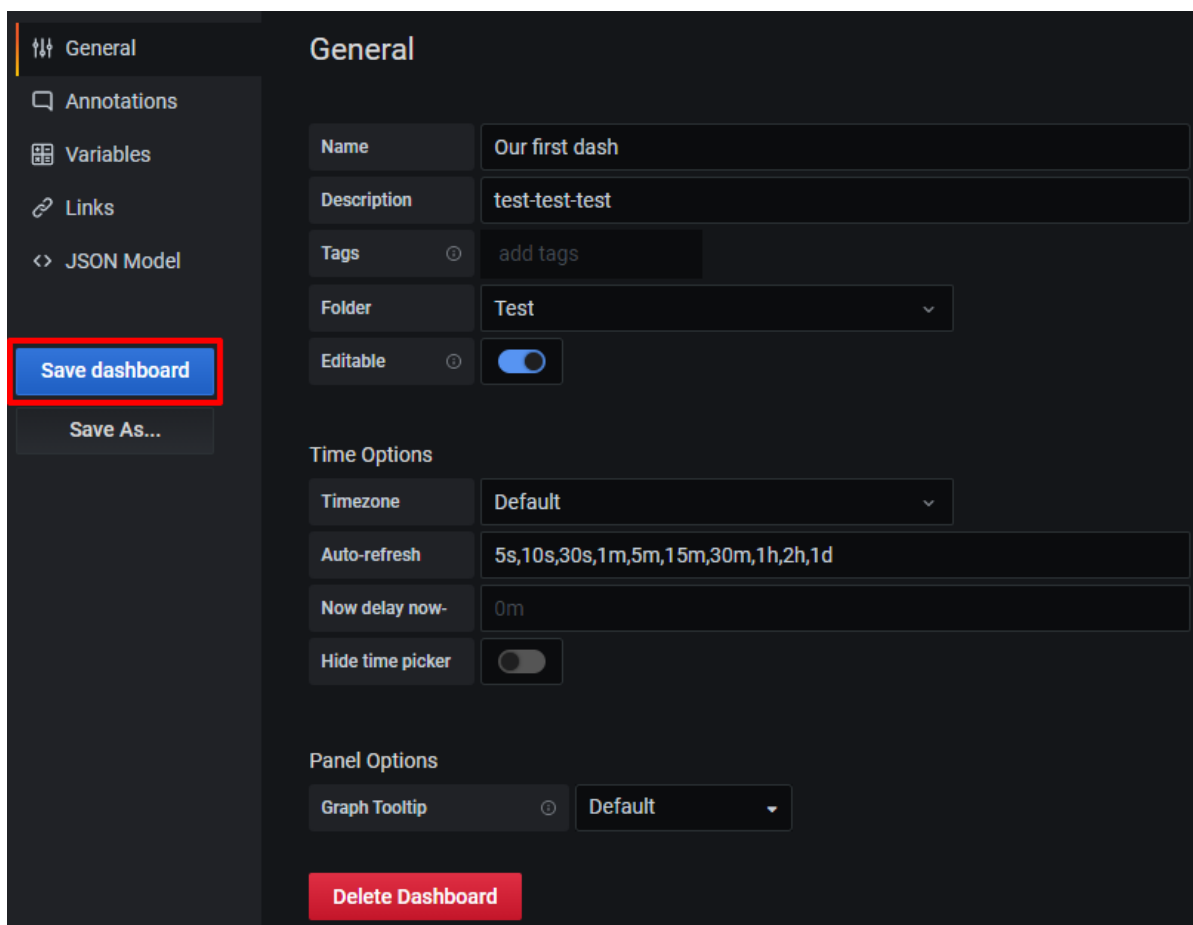 General
Annotations
Variables
Links
JSON Model
Save dashboard
Save As...
General
Name Our first dash
Description test-test-test
Tags add tags
Folder Test
Editable
Time Options
Timezone Default
Auto-refresh 5s,10s,30s,1m,5m,15m,30m,1h,2h,1d
Now delay now- 0m
Hide time picker
Panel Options
Graph Tooltip Default
Delete Dashboard